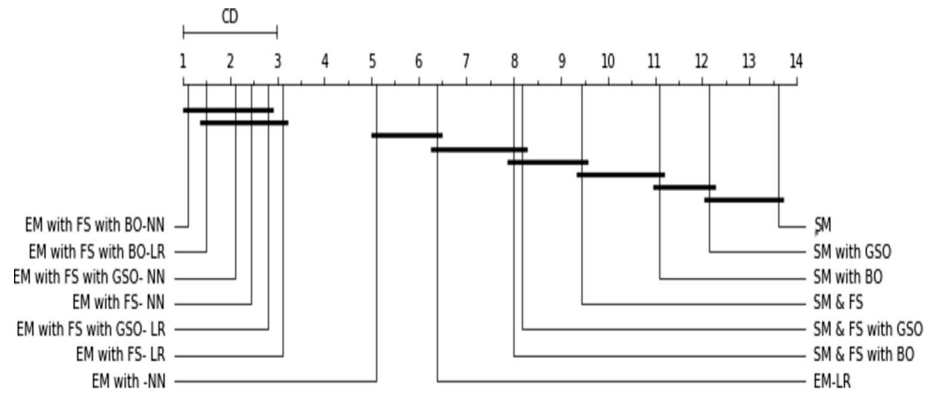 CD
1 2 3 4 5 6 7 8 9 10 11 12 13 14
EM with FS with BO-NN
EM with FS with BO-LR
EM with FS with GSO- NN
EM with FS- NN
EM with FS with GSO- LR
EM with FS- LR
EM with -NN
SM
SM with GSO
SM with BO
SM & FS
SM & FS with GSO
SM & FS with BO
EM-LR